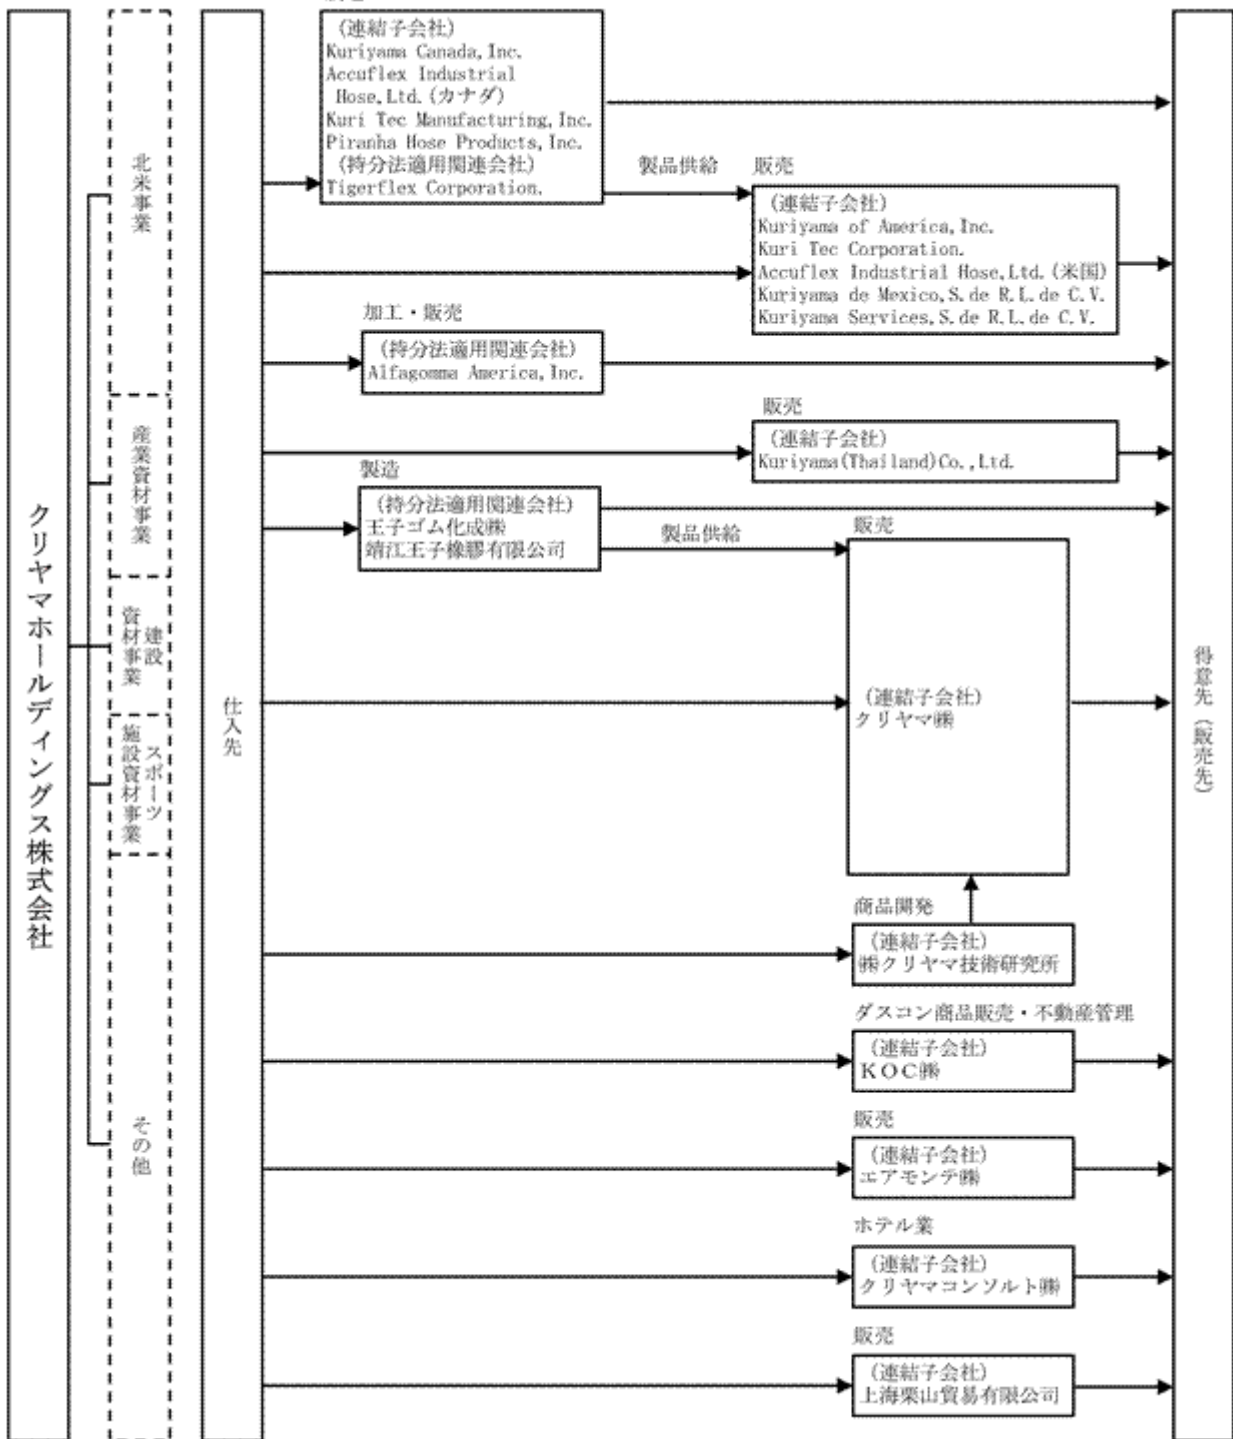 クリヤマホールディングス株式会社
北米事業
産業資材事業
建設
資材事業
スポーツ
施設資材事業
その他
仕入先
(連結子会社)
Kuriyama Canada,Inc.
Accuflex Industrial
Hose,Ltd.(カナダ)
Kuri Tec Manufacturing,Inc.
Piranha Hose Products,Inc.
(持分法適用関連会社)
Tigerflex Corporation.
製品供給
販売
(連結子会社)
Kuriyama of America,Inc.
Kuri Tec Corporation.
Accuflex Industrial Hose,Ltd.(米国)
Kuriyama de Mexico,S.de R.L.de C.V.
Kuriyama Services,S.de R.L.de C.V.
加工・販売
(持分法適用関連会社)
Alfagomma America,Inc.
販売
(連結子会社)
Kuriyama(Thailand)Co.,Ltd.
製造
(持分法適用関連会社)
王子ゴム化成㈱
靖江王子橡膠有限公司
製品供給
販売
(連結子会社)
クリヤマ㈱
商品開発
(連結子会社)
㈱クリヤマ技術研究所
ダスコン商品販売・不動産管理
(連結子会社)
KOC㈱
販売
(連結子会社)
エアモンテ㈱
ホテル業
(連結子会社)
クリヤマコンソルト㈱
販売
(連結子会社)
上海栗山貿易有限公司
得意先(販売先)